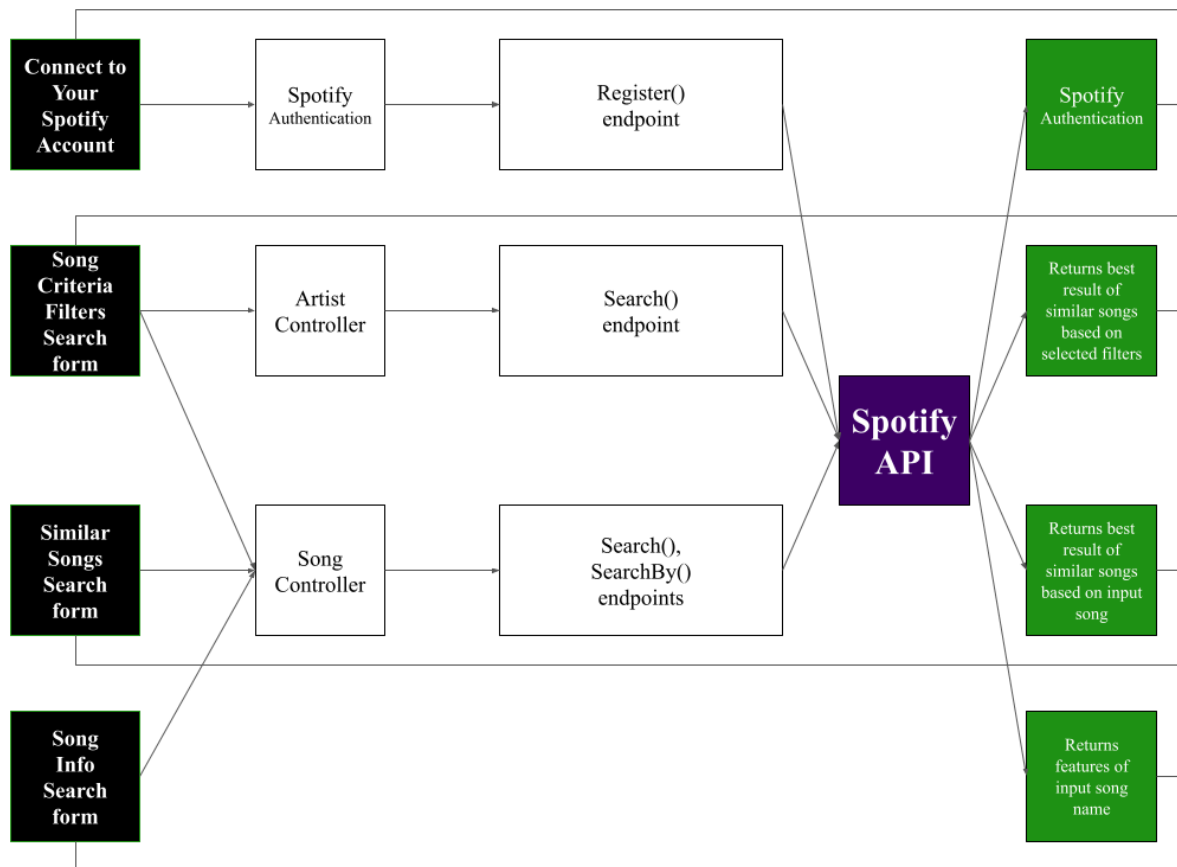 Connect to
Your
Spotify
Account
Spotify
Authentication
Register()
endpoint
Spotify
Authentication
Song
Criteria
Filters
Search
form
Artist
Controller
Search()
endpoint
Returns best
result of
similar songs
based on
selected filters
Spotify
API
Similar
Songs
Search
form
Song
Controller
Search(),
SearchBy()
endpoints
Returns best
result of
similar songs
based on input
song
Song
Info
Search
form
Returns
features of
input song
name